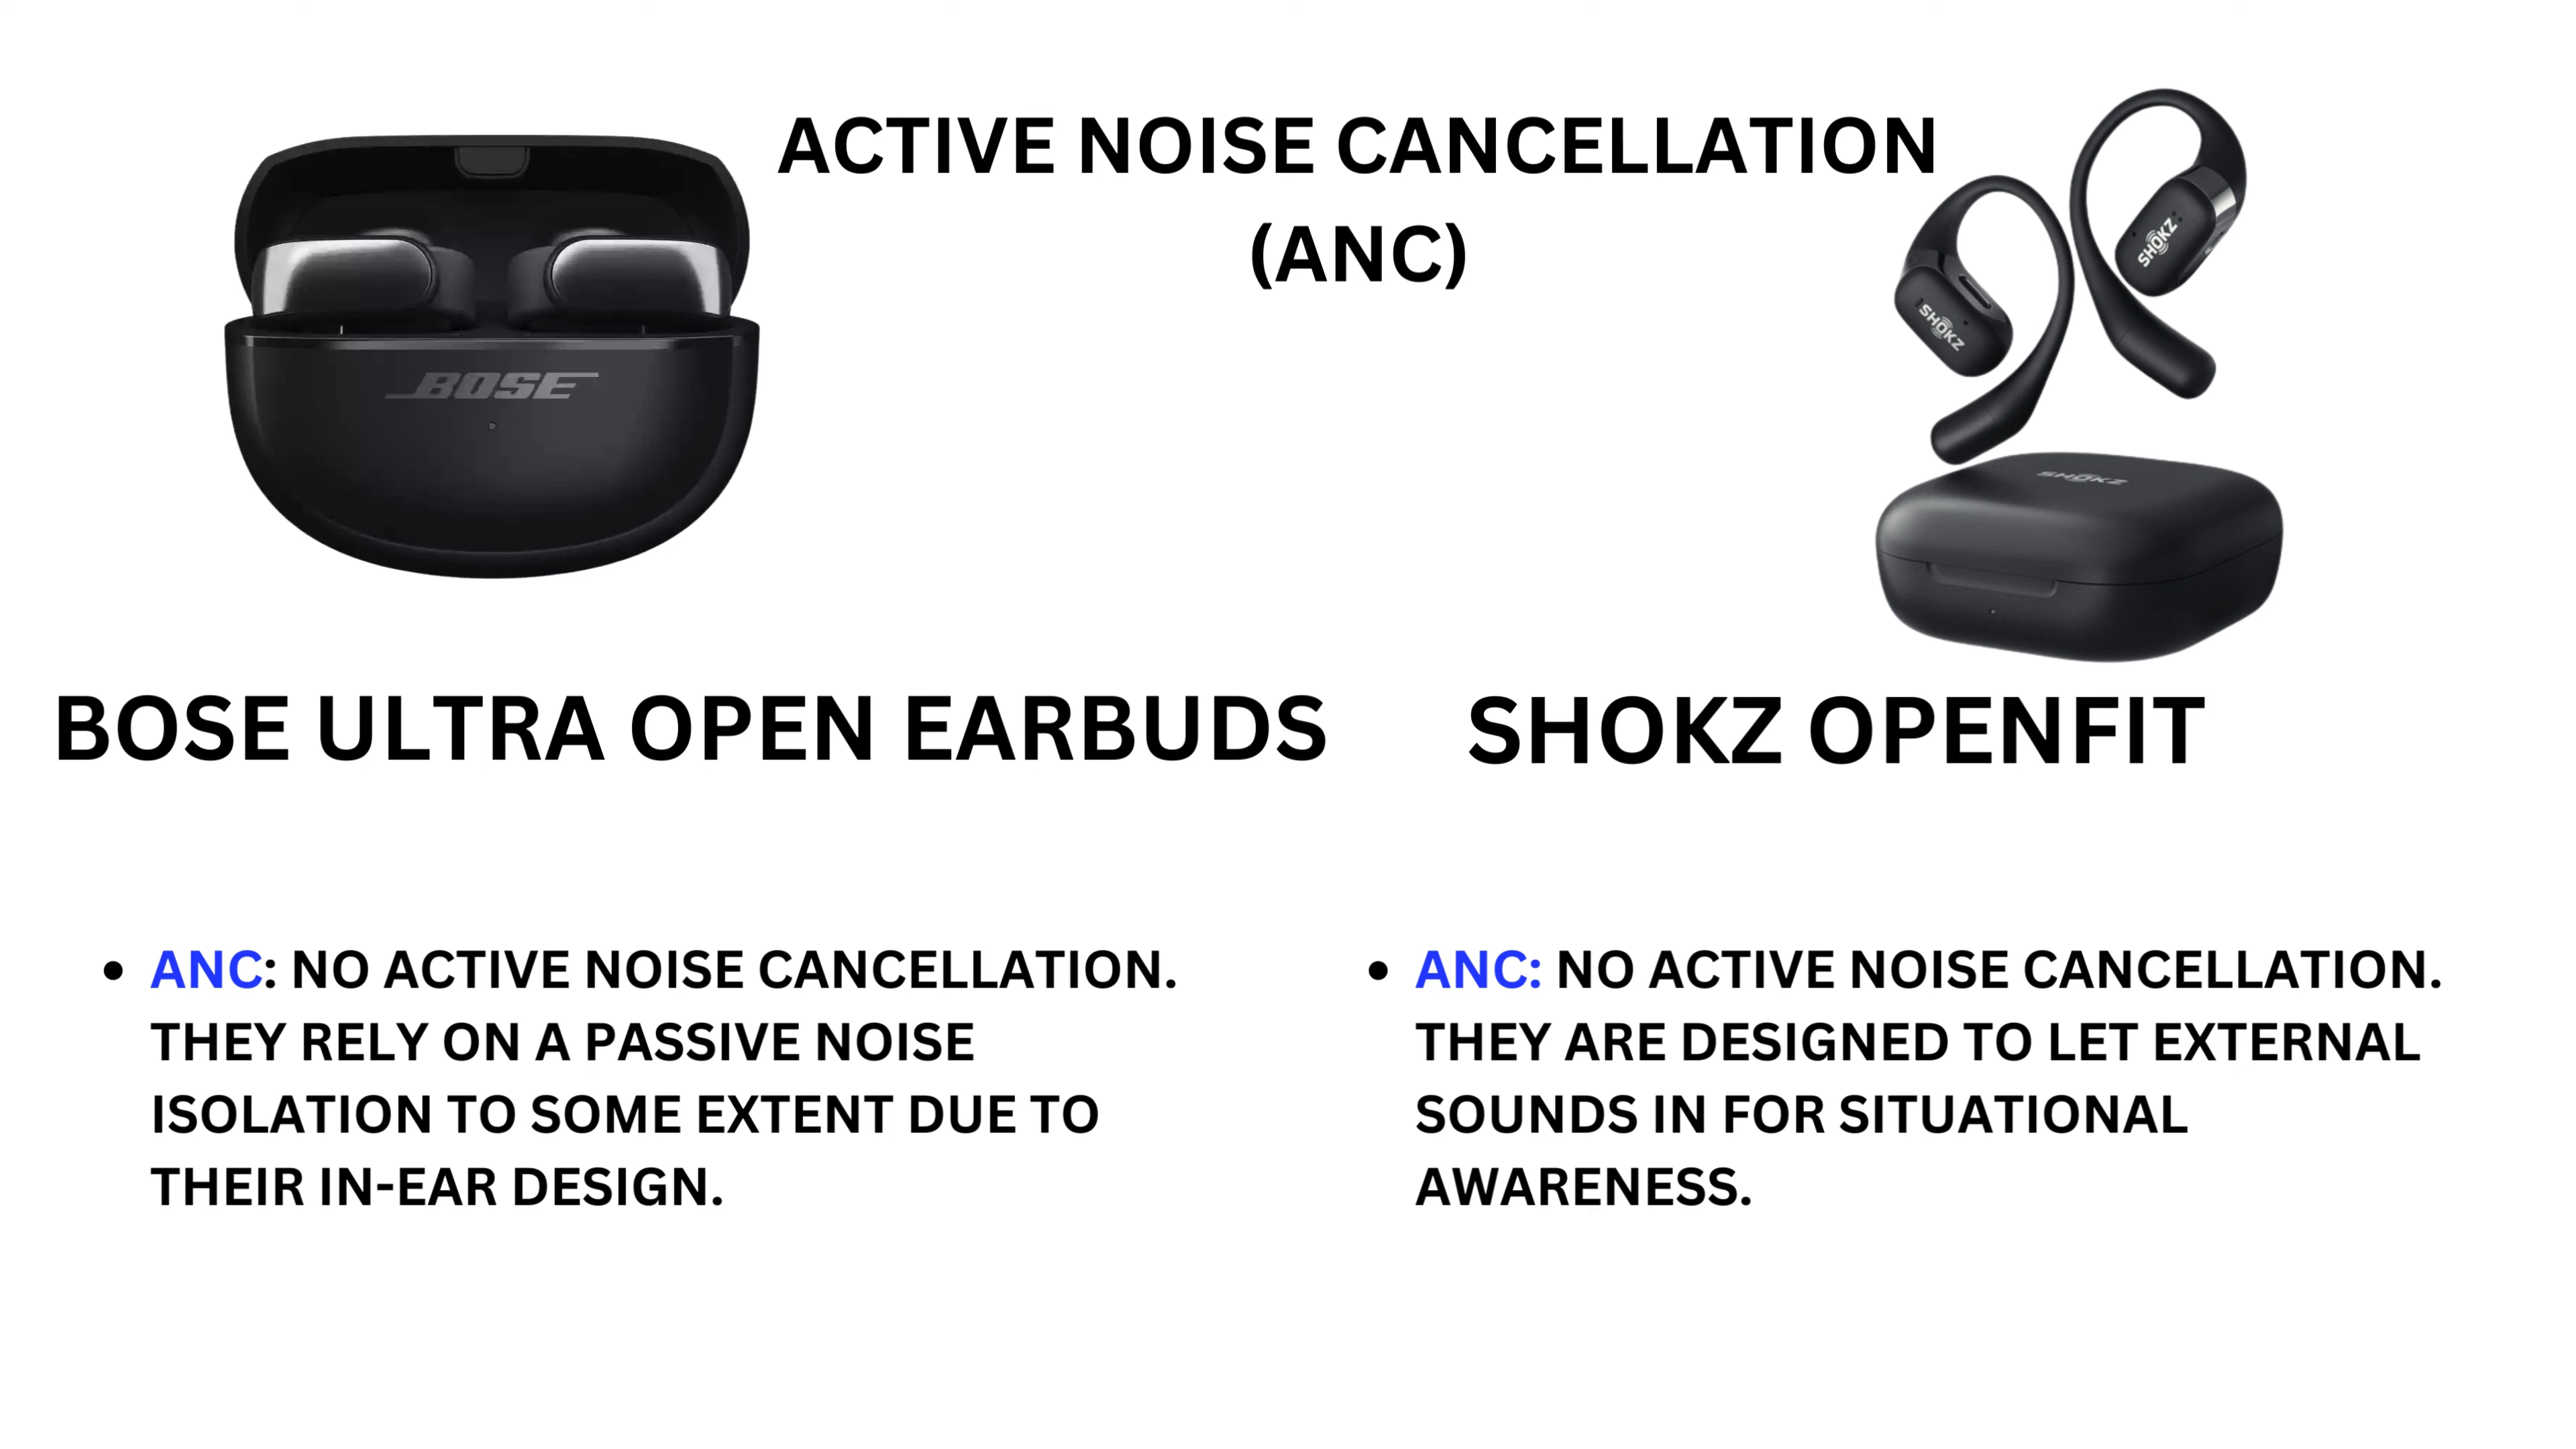 ACTIVE NOISE CANCELLATION
(ANC)
BOSE
SHOKZ
SHOKZ
SHOKZ
BOSE ULTRA OPEN EARBUDS
SHOKZ OPENFIT
• ANC: NO ACTIVE NOISE CANCELLATION.
THEY RELY ON A PASSIVE NOISE
ISOLATION TO SOME EXTENT DUE TO
THEIR IN-EAR DESIGN.
• ANC: NO ACTIVE NOISE CANCELLATION.
THEY ARE DESIGNED TO LET EXTERNAL
SOUNDS IN FOR SITUATIONAL
AWARENESS.